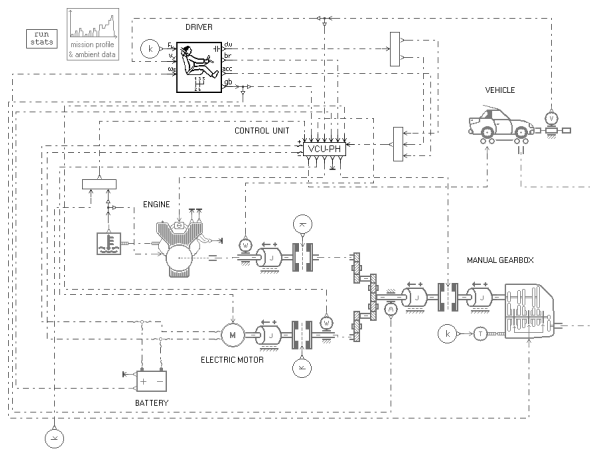 run
stats
mission profile
& ambient data
DRIVER
k
v
ω
dw
br
acc
gb
VEHICLE
V
CONTROL UNIT
VCU-PH
ENGINE
W
k
J
MANUAL GEARBOX
J
J
m
k
T
W
M
J
ELECTRIC MOTOR
k
+ -
BATTERY
k